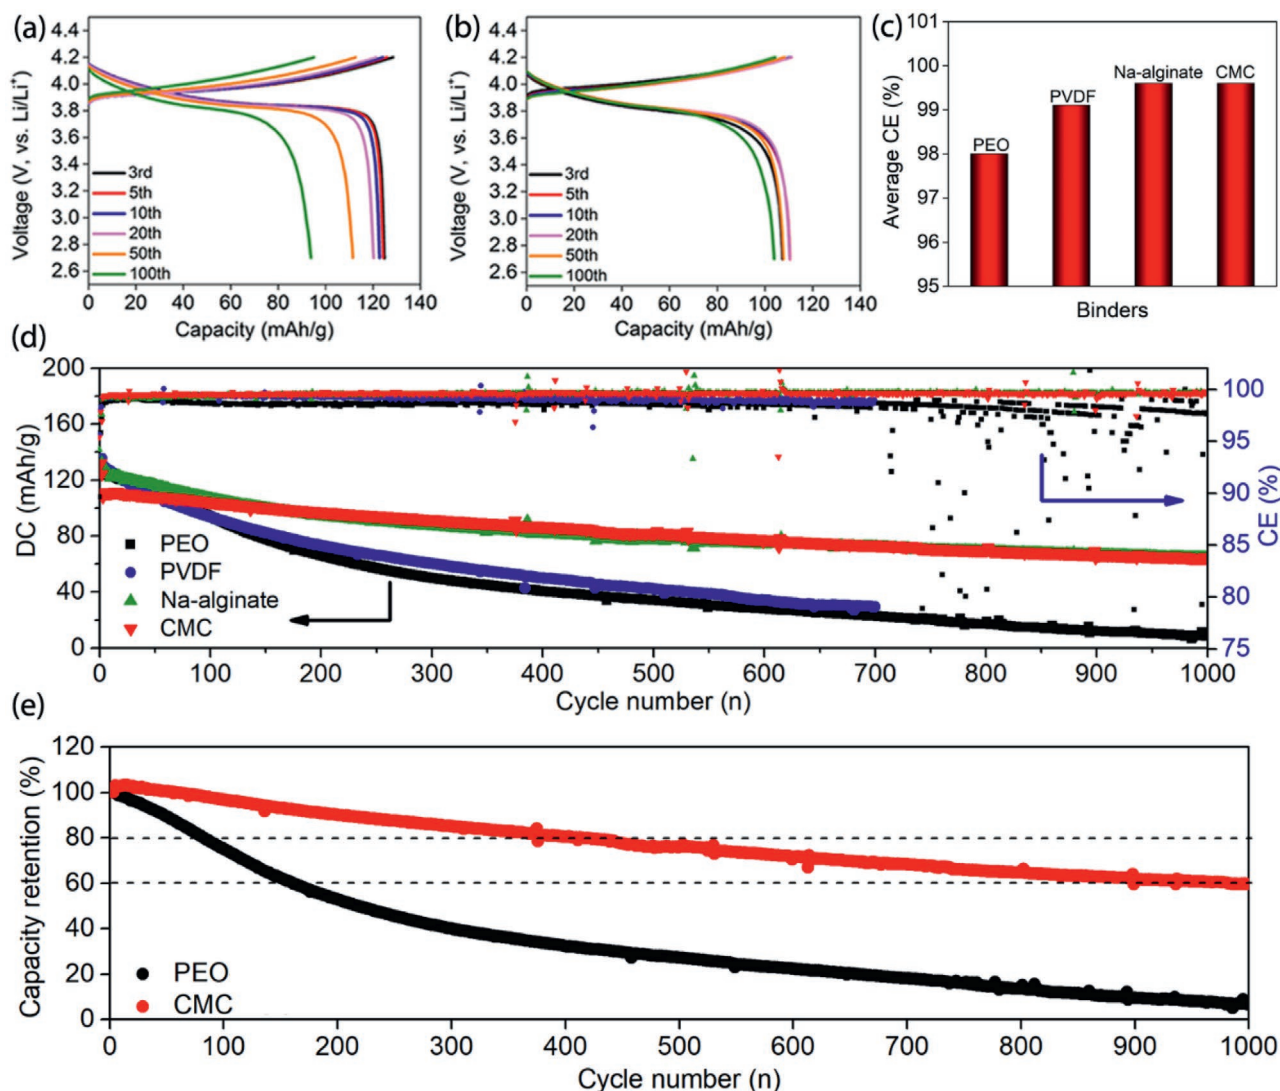 (a)
4.4
4.2
4.0
3.8
3.6
3.4
3.2
3.0
2.8
2.6
Voltage (V, vs. Li/Li⁺)
3rd
5th
10th
20th
50th
100th
0 20 40 60 80 100 120 140
Capacity (mAh/g)
(b)
4.4
4.2
4.0
3.8
3.6
3.4
3.2
3.0
2.8
2.6
Voltage (V, vs. Li/Li⁺)
3rd
5th
10th
20th
50th
100th
0 20 40 60 80 100 120 140
Capacity (mAh/g)
(c)
101
100
99
98
97
96
95
Average CE (%)
PEO
PVDF
Na-alginate
CMC
Binders
(d)
200
160
120
80
40
0
DC (mAh/g)
PEO
PVDF
Na-alginate
CMC
100
95
90
85
80
75
CE (%)
0 100 200 300 400 500 600 700 800 900 1000
Cycle number (n)
(e)
120
100
80
60
40
20
0
Capacity retention (%)
PEO
CMC
0 100 200 300 400 500 600 700 800 900 1000
Cycle number (n)